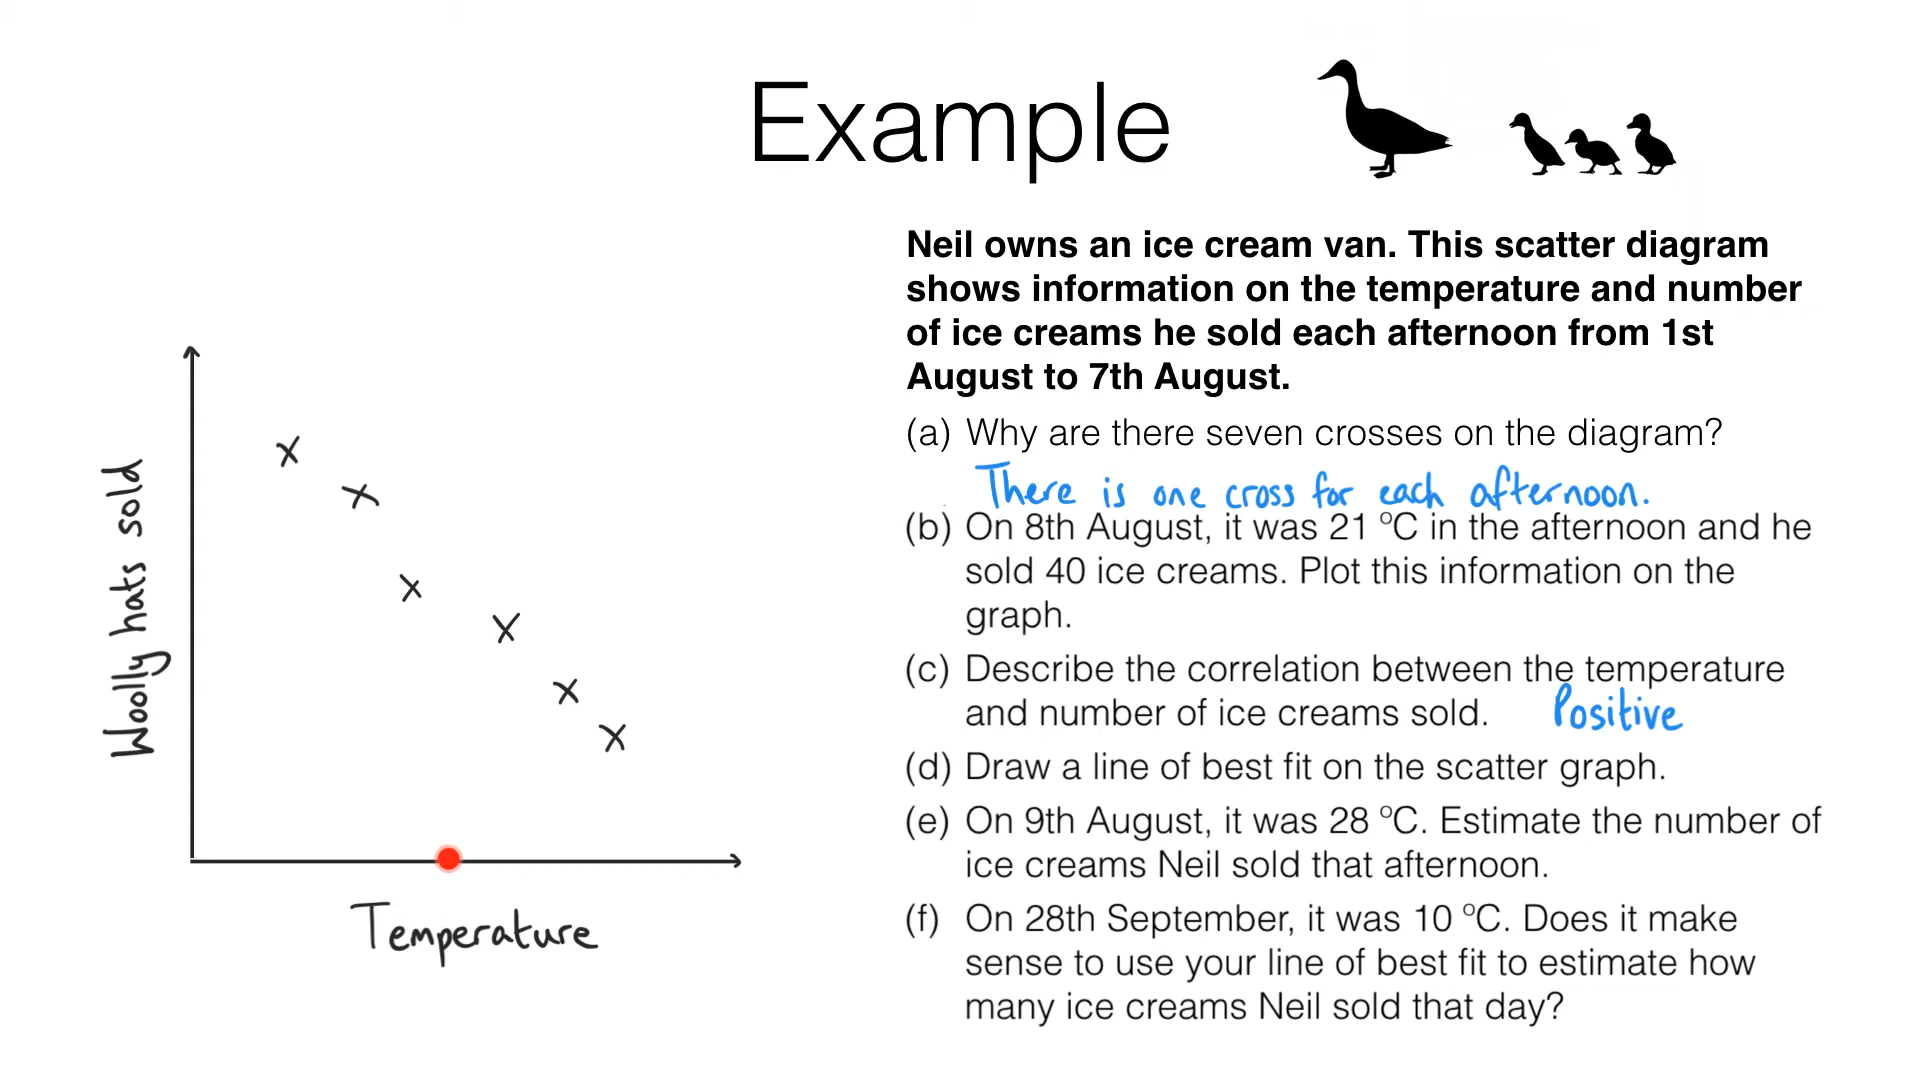 Example
Neil owns an ice cream van. This scatter diagram
shows information on the temperature and number
of ice creams he sold each afternoon from 1st
August to 7th August.
(a) Why are there seven crosses on the diagram?
There is one cross for each afternoon.
(b) On 8th August, it was 21 ºC in the afternoon and he
sold 40 ice creams. Plot this information on the
graph.
(c) Describe the correlation between the temperature
and number of ice creams sold. Positive
(d) Draw a line of best fit on the scatter graph.
(e) On 9th August, it was 28 ºC. Estimate the number of
ice creams Neil sold that afternoon.
(f) On 28th September, it was 10 ºC. Does it make
sense to use your line of best fit to estimate how
many ice creams Neil sold that day?
Woolly hats sold
Temperature